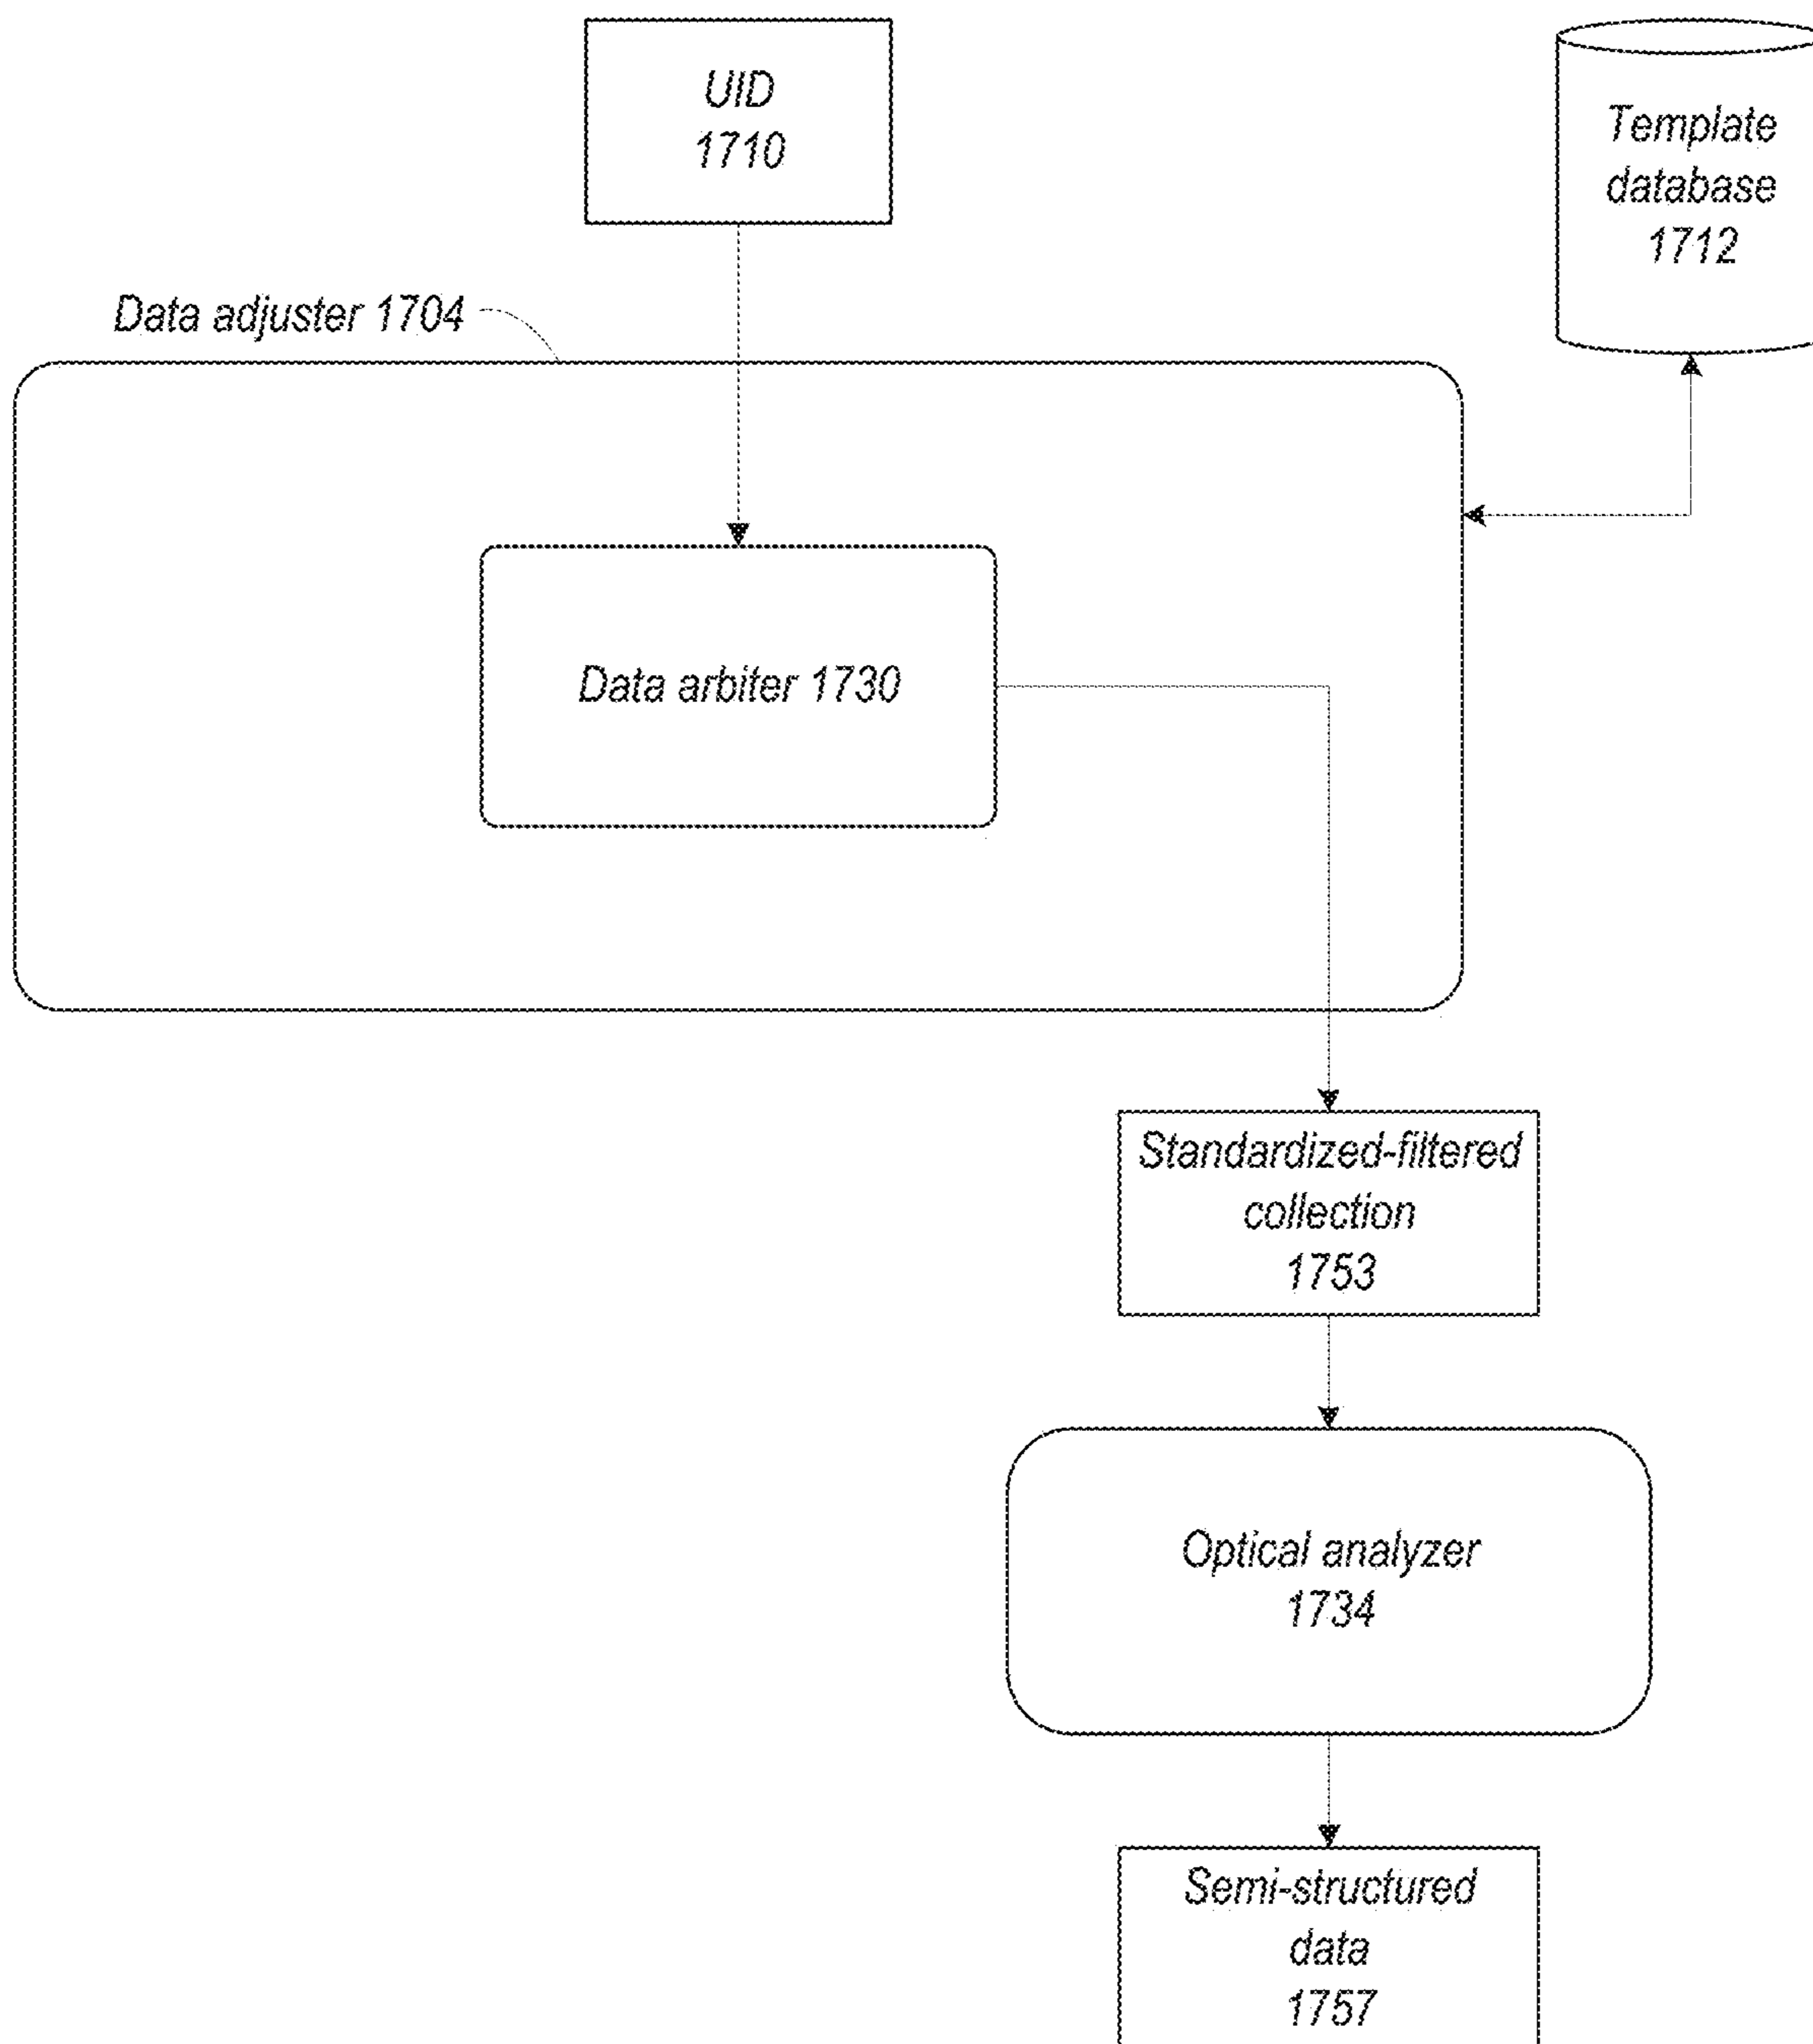 UID
1710
Template
database
1712
Data adjuster 1704
Data arbiter 1730
Standardized-filtered
collection
1753
Optical analyzer
1734
Semi-structured
data
1757